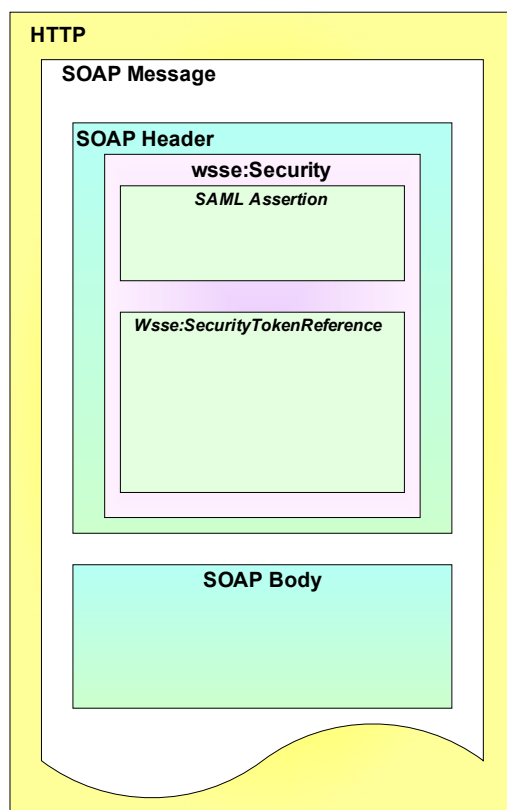 HTTP
SOAP Message
SOAP Header
wsse:Security
SAML Assertion
Wsse:SecurityTokenReference
SOAP Body